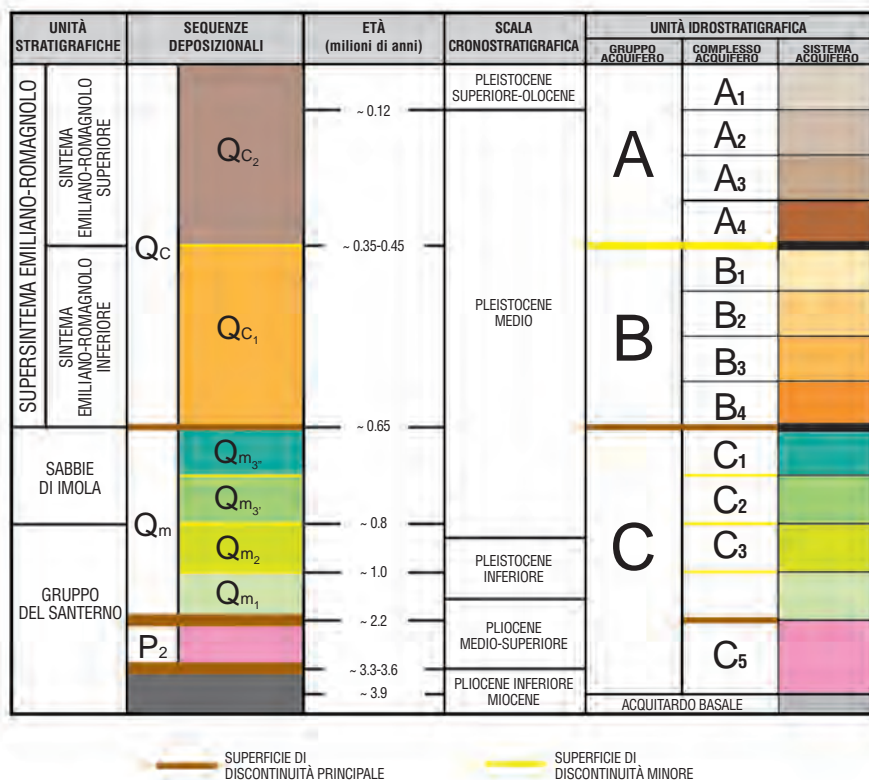 UNITÀ
STRATIGRAFICHE
SEQUENZE
DEPOSIZIONALI
ETÀ
(milioni di anni)
SCALA
CRONOSTRATIGRAFICA
UNITÀ IDROSTRATIGRAFICA
GRUPPO
ACQUIFERO
COMPLESSO
ACQUIFERO
SISTEMA
ACQUIFERO
SUPERSINTEMA EMILIANO-ROMAGNOLO
SINTEMA
EMILIANO-ROMAGNOLO
SUPERIORE
SINTEMA
EMILIANO-ROMAGNOLO
INFERIORE
SABBIE
DI IMOLA
GRUPPO
DEL SANTERNO
QC
QC2
QC1
Qm
Qm3"
Qm3'
Qm2
Qm1
P2
~ 0.12
~ 0.35-0.45
~ 0.65
~ 0.8
~ 1.0
~ 2.2
~ 3.3-3.6
~ 3.9
PLEISTOCENE
SUPERIORE-OLOCENE
PLEISTOCENE
MEDIO
PLEISTOCENE
INFERIORE
PLIOCENE
MEDIO-SUPERIORE
PLIOCENE INFERIORE
MIOCENE
A
A1
A2
A3
A4
B
B1
B2
B3
B4
C
C1
C2
C3
C5
ACQUITARDO BASALE
SUPERFICIE DI
DISCONTINUITÀ PRINCIPALE
SUPERFICIE DI
DISCONTINUITÀ MINORE